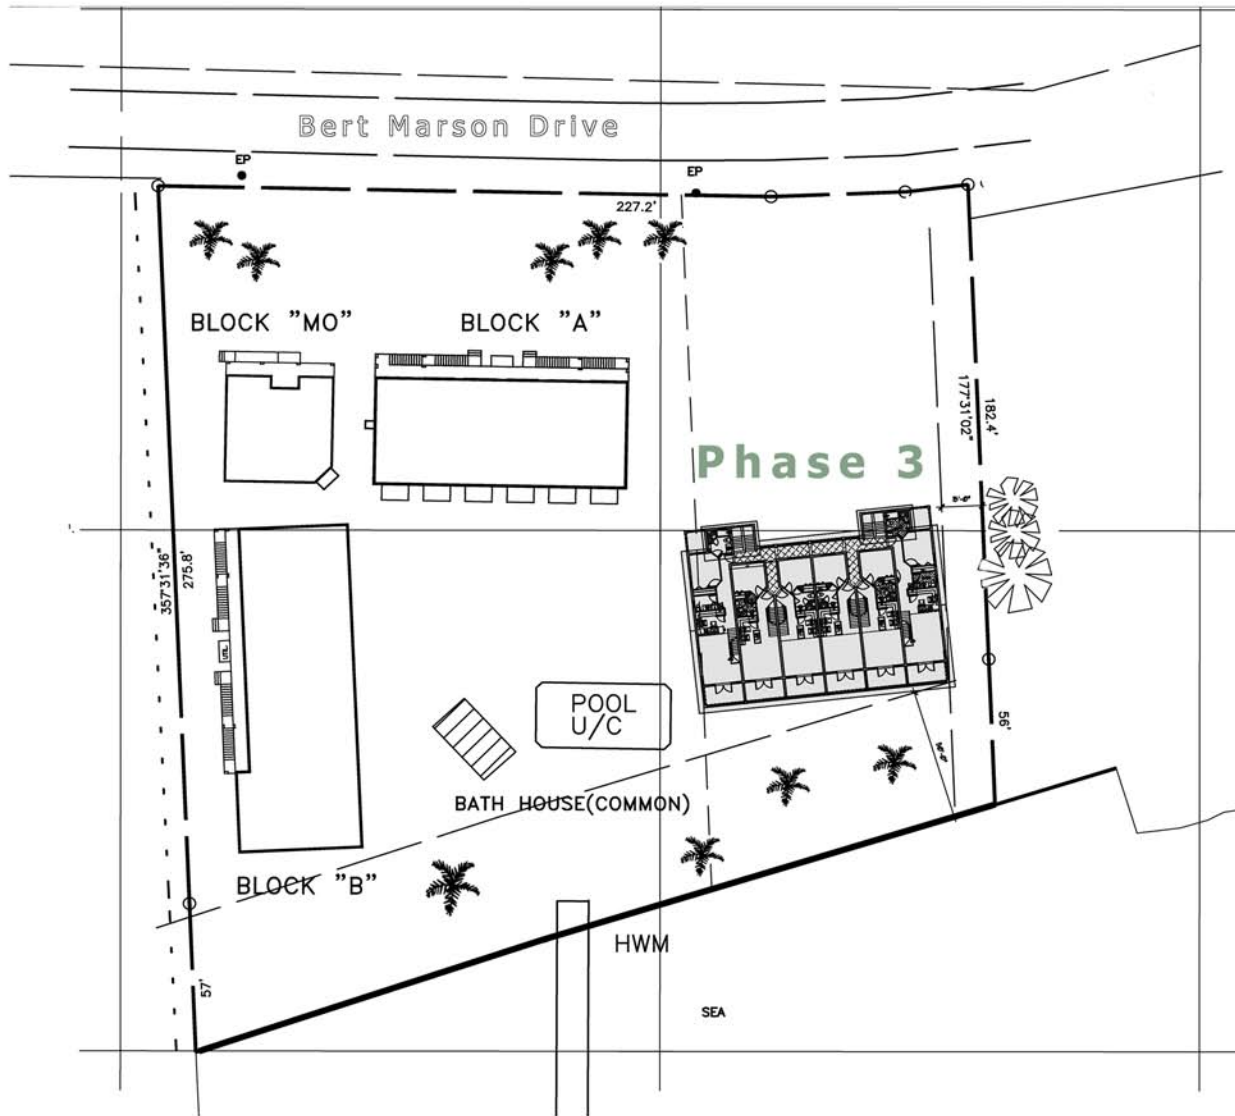 Bert Marson Drive
EP
EP
227.2'
BLOCK "MO"
BLOCK "A"
177°31'02"
182.4'
Phase 3
357°31'36"
275.8'
UTIL
POOL
U/C
56'
BATH HOUSE(COMMON)
BLOCK "B"
HWM
57'
SEA